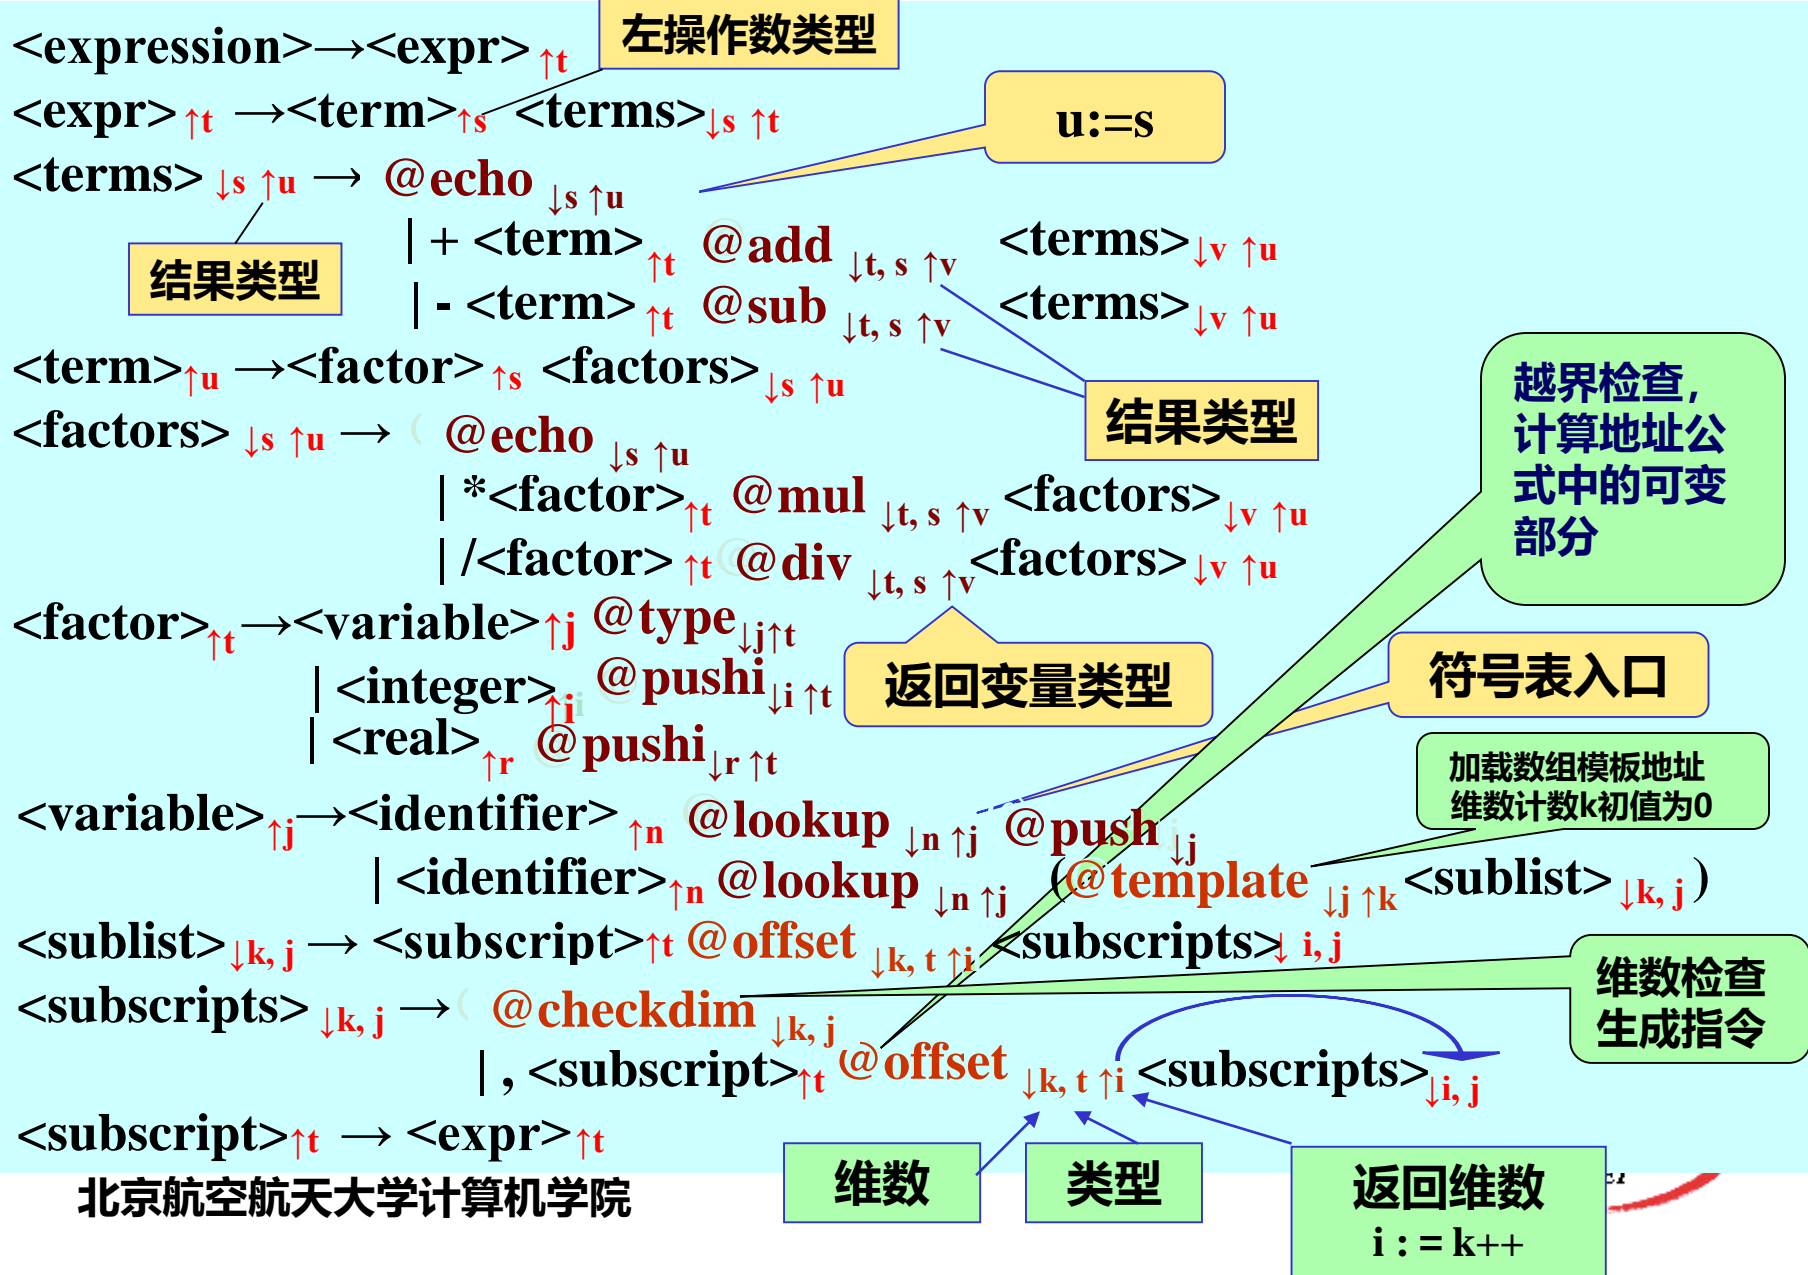 <expression>→<expr>↑t
左操作数类型
<expr>↑t →<term>↑s <terms>↓s ↑t
u:=s
<terms>↓s ↑u → @echo ↓s ↑u
| + <term>↑t @add ↓t, s ↑v <terms>↓v ↑u
结果类型
| - <term>↑t @sub ↓t, s ↑v <terms>↓v ↑u
<term>↑u →<factor>↑s <factors>↓s ↑u
结果类型
越界检查，
计算地址公
式中的可变
部分
<factors> ↓s ↑u → @echo ↓s ↑u
| *<factor>↑t @mul ↓t, s ↑v <factors>↓v ↑u
| /<factor> ↑t @div ↓t, s ↑v <factors>↓v ↑u
<factor>↑t →<variable>↑j @type↓j↑t
返回变量类型
符号表入口
| <integer>↑i @pushi↓i ↑t
| <real>↑r @pushi↓r ↑t
加载数组模板地址
维数计数k初值为0
<variable>↑j→<identifier>↑n @lookup ↓n ↑j @push ↓j
| <identifier>↑n @lookup ↓n ↑j (@template ↓j ↑k <sublist>↓k, j )
<sublist>↓k, j → <subscript>↑t @offset ↓k, t ↑i <subscripts>↓ i, j
<subscripts> ↓k, j → @checkdim ↓k, j
维数检查
生成指令
| , <subscript>↑t @offset ↓k, t ↑i <subscripts>↓i, j
<subscript>↑t → <expr>↑t
维数
类型
返回维数
i : = k++
北京航空航天大学计算机学院